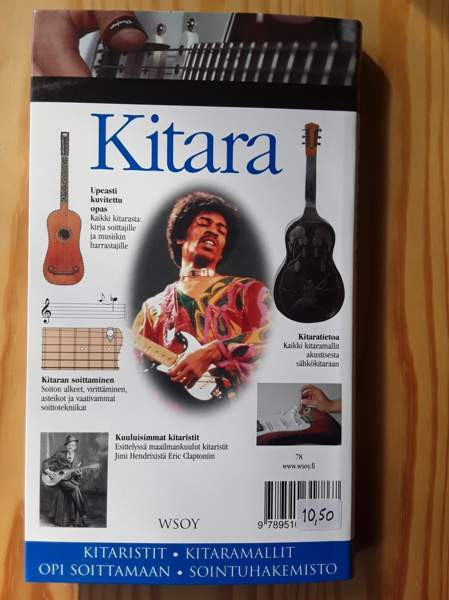 Kitara
Upeasti
kuvitettu
opas
Kaikki kitarasta:
kirja soittajille
ja musiikin
harrastajille
Kitaratietoa
Kaikki kitaramallit
akustisesta
sähkökitaraan
Kitaran soittaminen
Soiton alkeet, virittäminen,
asteikot ja vaativammat
soittotekniikat
Kuuluisimmat kitaristit
Esittelyssä maailmankuulut kitaristit
Jimi Hendrixistä Eric Claptoniin
78
www.wsoy.fi
10,50
9 789510
WSOY
KITARISTIT • KITARAMALLIT
OPI SOITTAMAAN • SOINTUHAKEMISTO